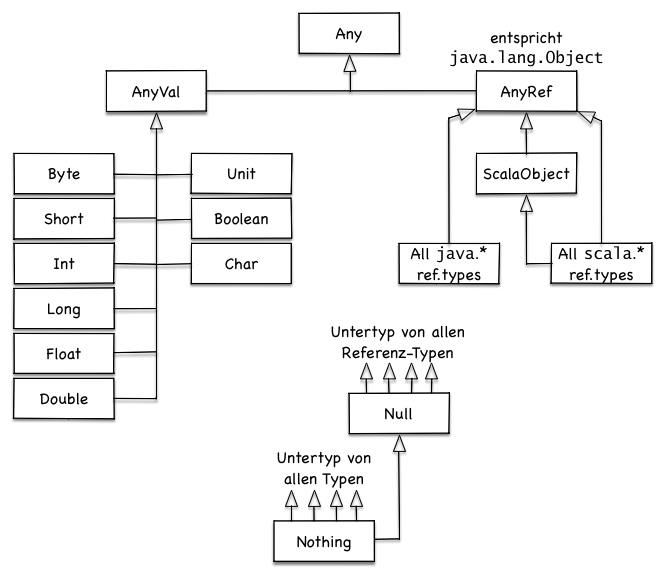 Any
entspricht
java.lang.Object
AnyVal
AnyRef
Byte
Unit
ScalaObject
Short
Boolean
Int
Char
All java.*
ref.types
All scala.*
ref.types
Long
Float
Double
Untertyp von allen
Referenz-Typen
Null
Untertyp von
allen Typen
Nothing